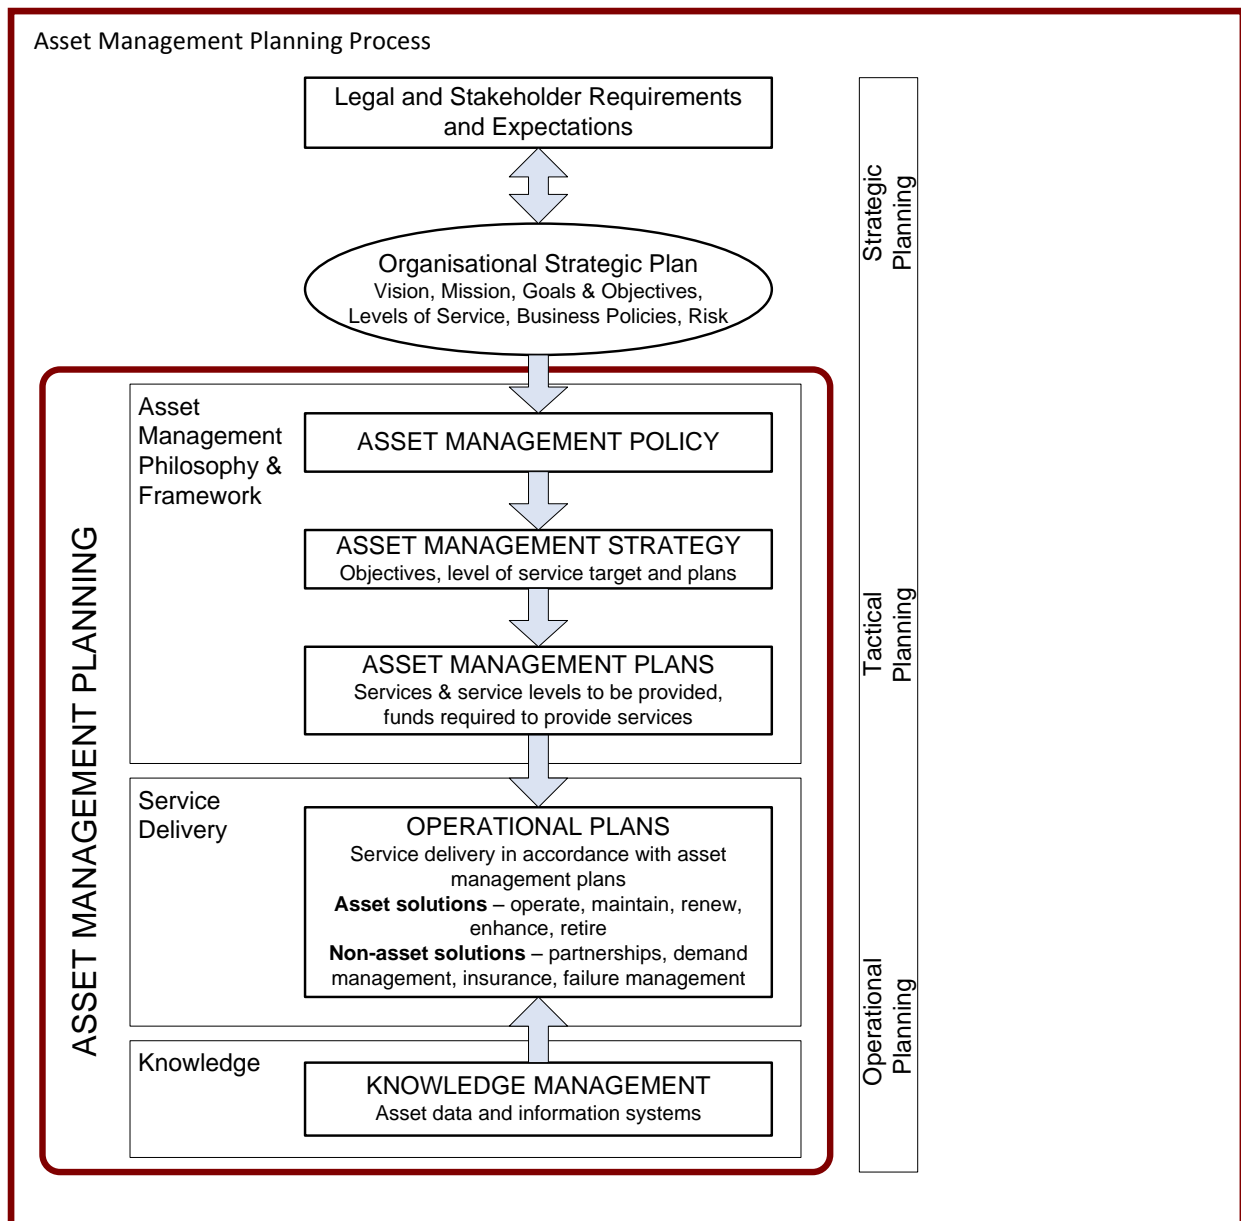 Asset Management Planning Process
Legal and Stakeholder Requirements
and Expectations
Organisational Strategic Plan
Vision, Mission, Goals & Objectives,
Levels of Service, Business Policies, Risk
Strategic
Planning
ASSET MANAGEMENT PLANNING
Asset
Management
Philosophy &
Framework
ASSET MANAGEMENT POLICY
ASSET MANAGEMENT STRATEGY
Objectives, level of service target and plans
ASSET MANAGEMENT PLANS
Services & service levels to be provided,
funds required to provide services
Tactical
Planning
Service
Delivery
OPERATIONAL PLANS
Service delivery in accordance with asset
management plans
Asset solutions – operate, maintain, renew,
enhance, retire
Non-asset solutions – partnerships, demand
management, insurance, failure management
Operational
Planning
Knowledge
KNOWLEDGE MANAGEMENT
Asset data and information systems